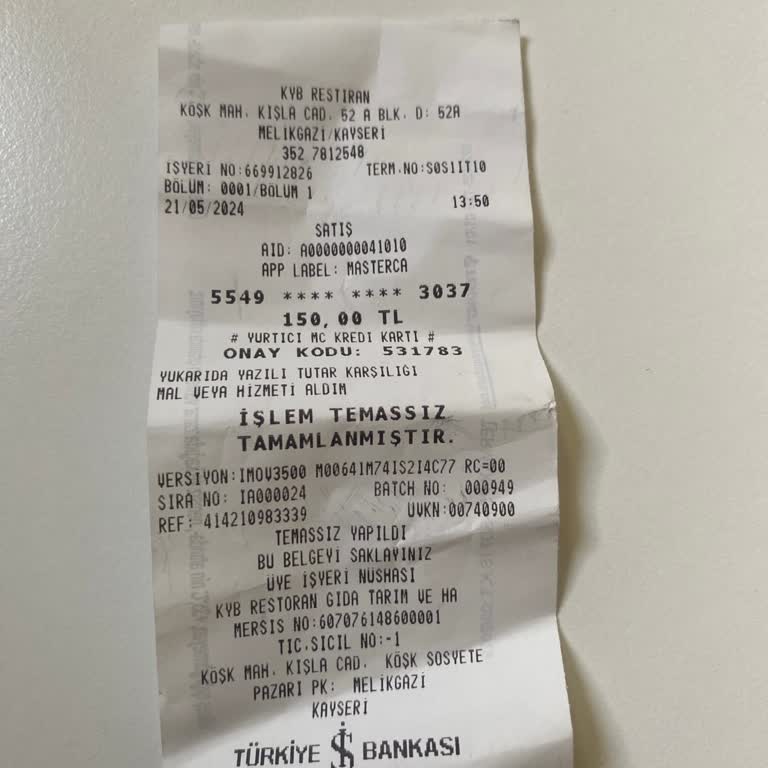 KYB RESTIRAN
KÖŞK MAH. KIŞLA CAD. 52 A BLK. D: 52A
MELİKGAZİ/KAYSERİ
352 7812548
İŞYERİ NO:669912826 TERM.NO:S0S1IT10
BÖLÜM: 0001/BÖLÜM 1
21/05/2024 13:50
SATIŞ
AID: A0000000041010
APP LABEL: MASTERCA
5549 **** **** 3037
150,00 TL
# YURTICI MC KREDI KARTI #
ONAY KODU: 531783
YUKARIDA YAZILI TUTAR KARŞILIĞI
MAL VEYA HİZMETİ ALDIM
İŞLEM TEMASSIZ
TAMAMLANMIŞTIR.
VERSİYON:IMOV3500 M00641M741S2I4C77 RC=00
SIRA NO: IA000024 BATCH NO: 000949
REF: 414210983339 UVKN:00740900
TEMASSIZ YAPILDI
BU BELGEYİ SAKLAYINIZ
ÜYE İŞYERİ NÜSHASI
KYB RESTORAN GIDA TARIM VE HA
MERSIS NO:607076148600001
TIC.SICIL NO:-1
KÖŞK MAH. KIŞLA CAD. KÖŞK SOSYETE
PAZARI PK: MELİKGAZİ
KAYSERİ
TÜRKİYE İŞ BANKASI